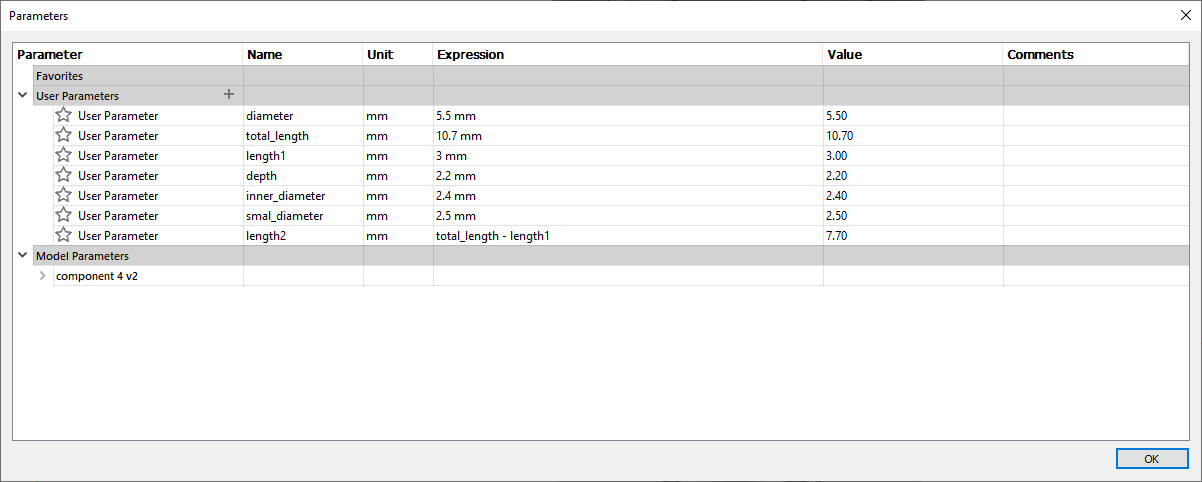 Parameters
Parameter Name Unit Expression Value Comments
Favorites
User Parameters +
User Parameter diameter mm 5.5 mm 5.50
User Parameter total_length mm 10.7 mm 10.70
User Parameter length1 mm 3 mm 3.00
User Parameter depth mm 2.2 mm 2.20
User Parameter inner_diameter mm 2.4 mm 2.40
User Parameter smal_diameter mm 2.5 mm 2.50
User Parameter length2 mm total_length - length1 7.70
Model Parameters
component 4 v2
OK